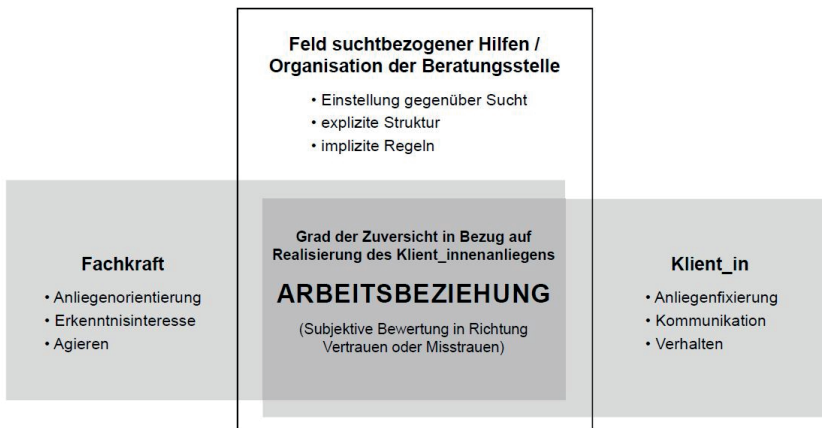 Feld suchtbezogener Hilfen /
Organisation der Beratungsstelle
• Einstellung gegenüber Sucht
• explizite Struktur
• implizite Regeln
Fachkraft
• Anliegenorientierung
• Erkenntnisinteresse
• Agieren
Grad der Zuversicht in Bezug auf
Realisierung des Klient_innenanliegens
ARBEITSBEZIEHUNG
(Subjektive Bewertung in Richtung
Vertrauen oder Misstrauen)
Klient_in
• Anliegenfixierung
• Kommunikation
• Verhalten